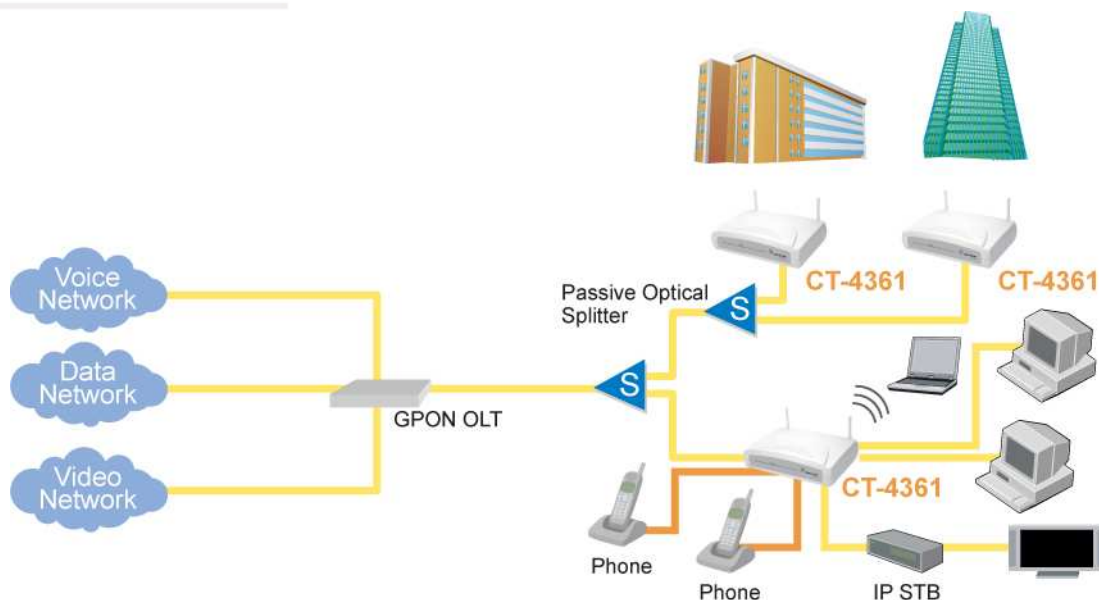 CT-4361
CT-4361
Voice
Network
Passive Optical
Splitter
S
Data
Network
S
GPON OLT
Video
Network
CT-4361
Phone
Phone
IP STB